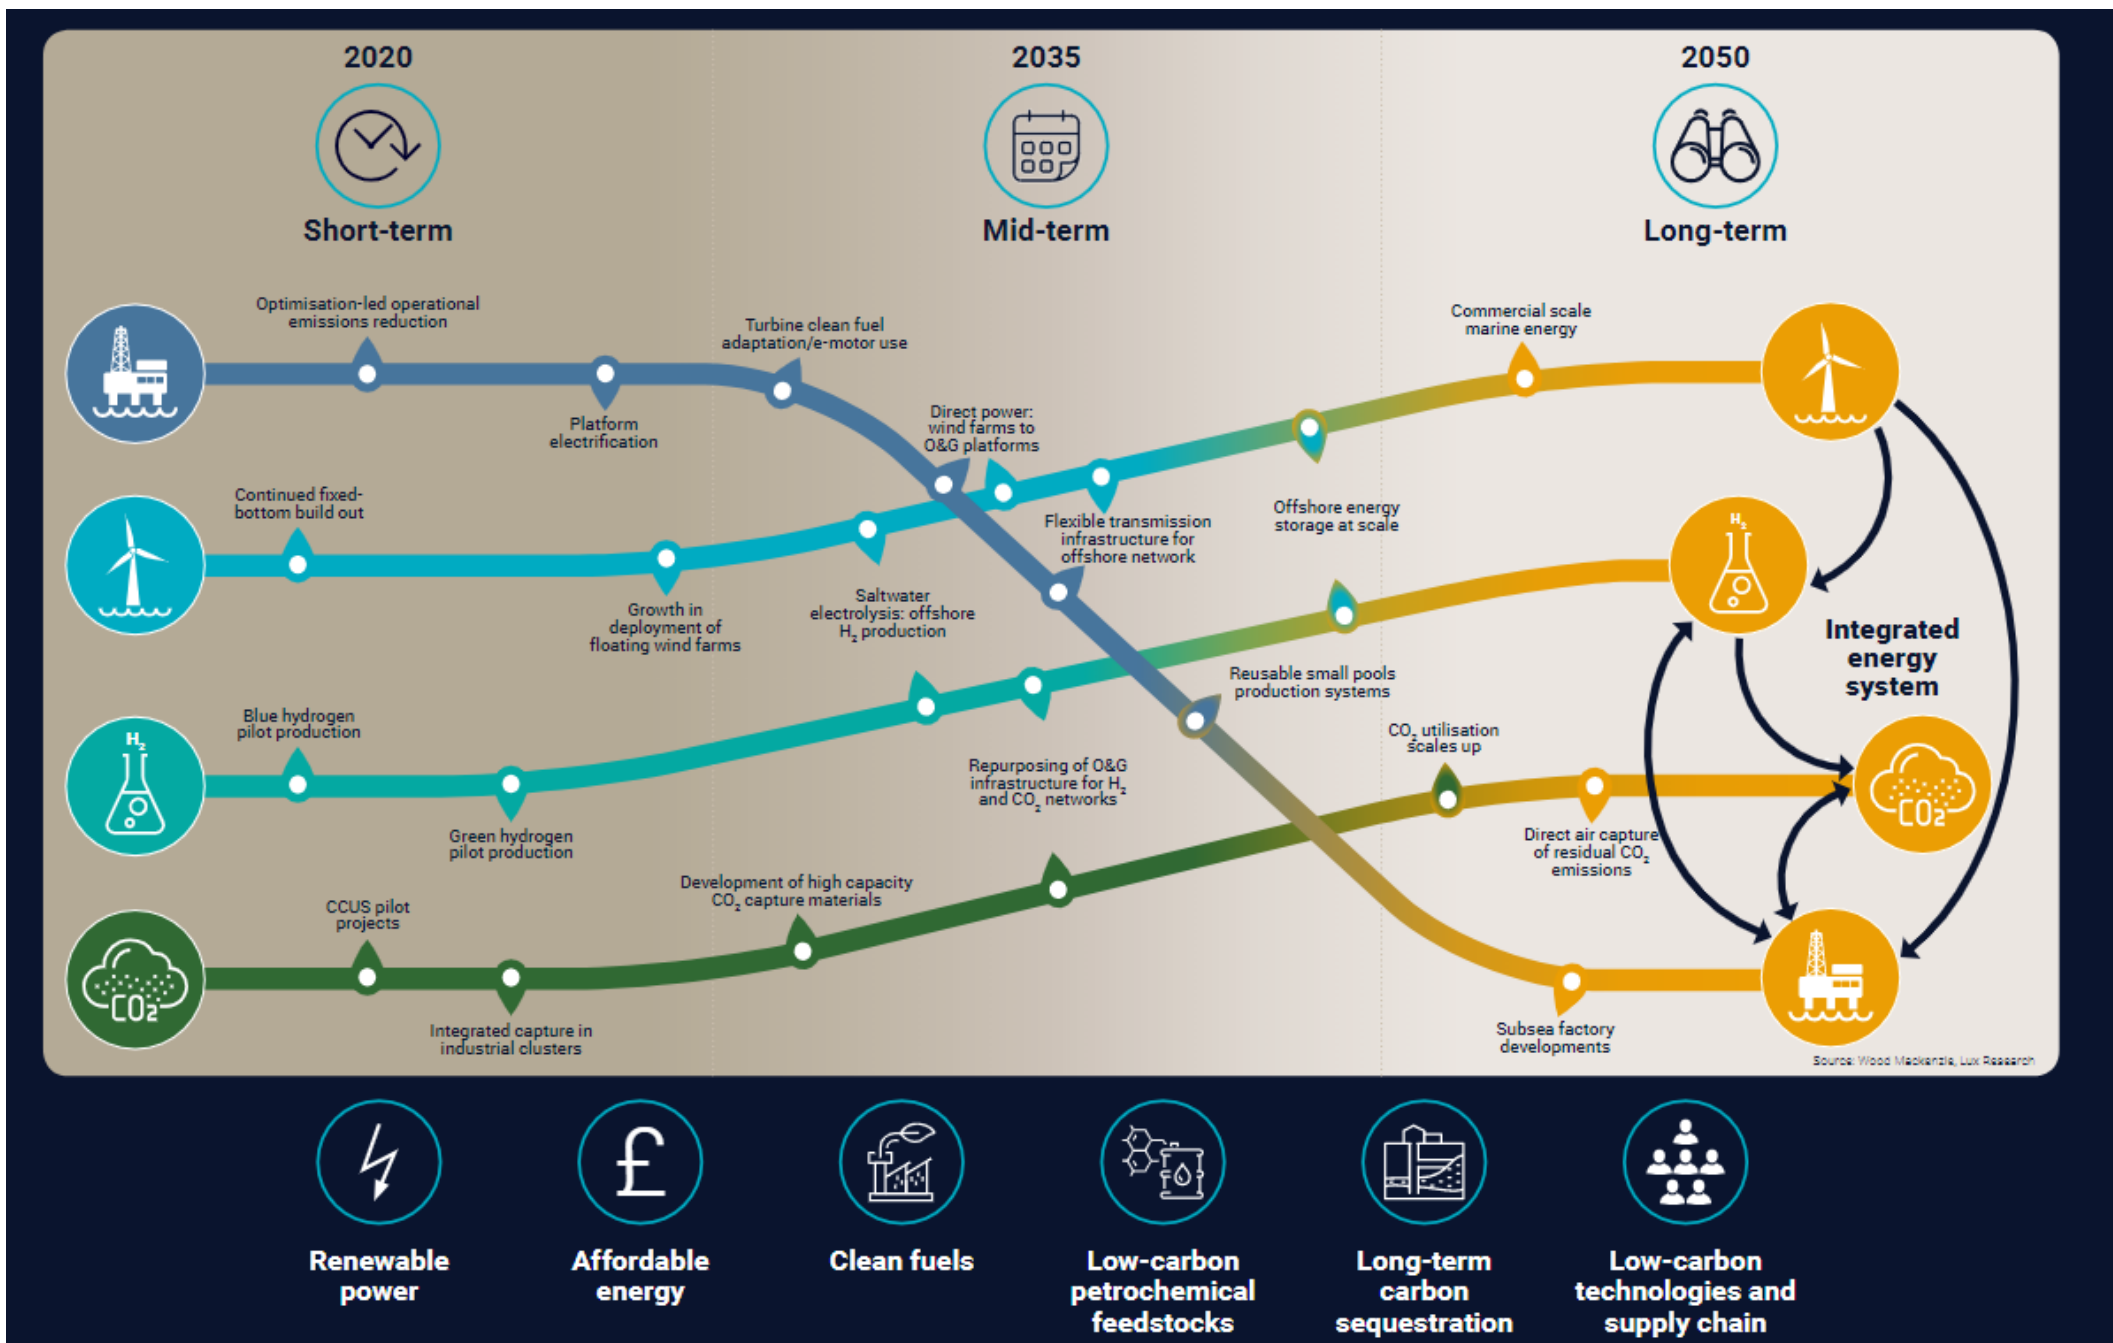 2020
2035
2050
Short-term
Mid-term
Long-term
Optimisation-led operational
emissions reduction
Platform
electrification
Turbine clean fuel
adaptation/e-motor use
Direct power:
wind farms to
O&G platforms
Commercial scale
marine energy
Continued fixed-
bottom build out
Growth in
deployment of
floating wind farms
Saltwater
electrolysis: offshore
H₂ production
Flexible transmission
infrastructure for
offshore network
Offshore energy
storage at scale
H₂
Integrated
energy
system
Blue hydrogen
pilot production
H₂
Green hydrogen
pilot production
Repurposing of O&G
infrastructure for H₂
and CO₂ networks
Reusable small pools
production systems
CO₂ utilisation
scales up
Direct air capture
of residual CO₂
emissions
CO₂
CCUS pilot
projects
CO₂
Integrated capture in
industrial clusters
Development of high capacity
CO₂ capture materials
Subsea factory
developments
Source: Wood Mackenzie, Lux Research
£
Renewable
power
Affordable
energy
Clean fuels
Low-carbon
petrochemical
feedstocks
Long-term
carbon
sequestration
Low-carbon
technologies and
supply chain